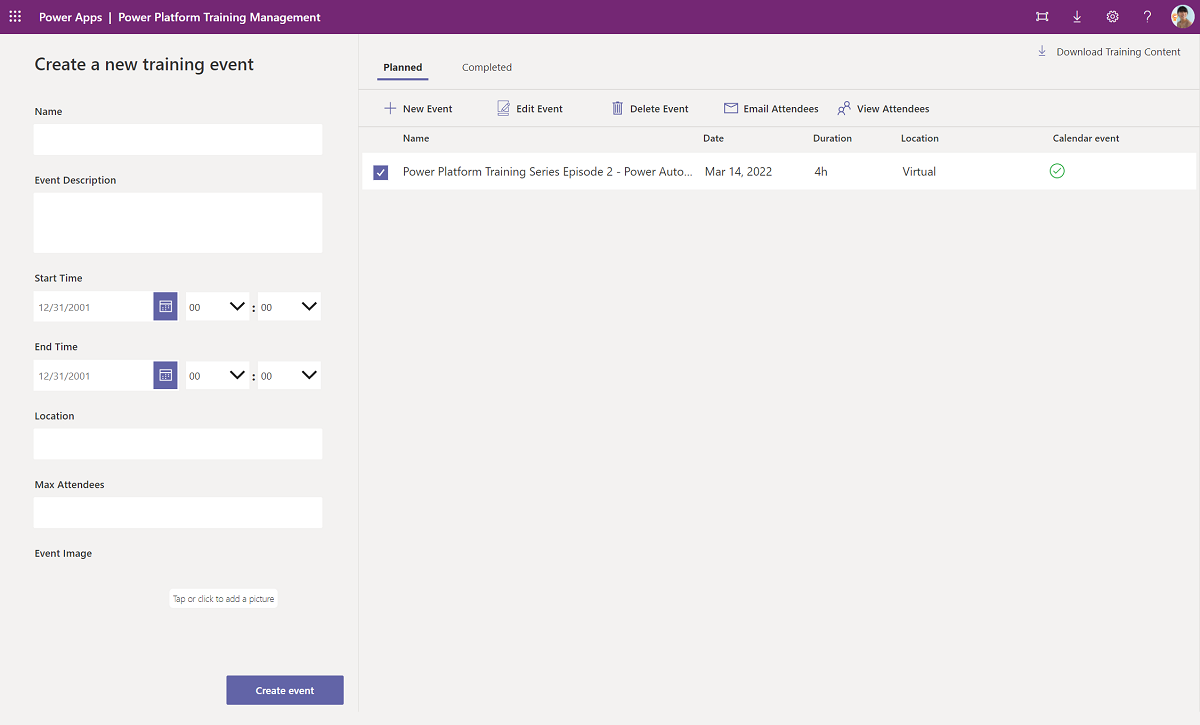 Power Apps | Power Platform Training Management
?
Create a new training event
Name
Event Description
Start Time
12/31/2001 00 : 00
End Time
12/31/2001 00 : 00
Location
Max Attendees
Event Image
Tap or click to add a picture
Create event
Planned Completed
Download Training Content
New Event Edit Event Delete Event Email Attendees View Attendees
Name Date Duration Location Calendar event
Power Platform Training Series Episode 2 - Power Auto... Mar 14, 2022 4h Virtual